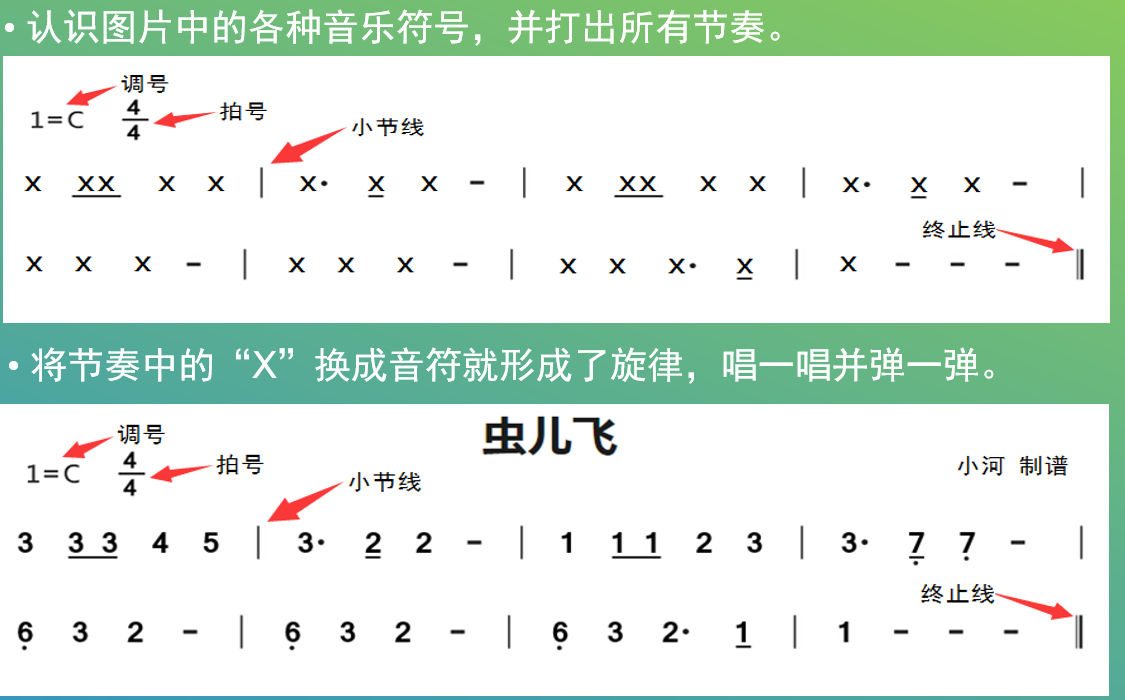 • 认识图片中的各种音乐符号，并打出所有节奏。
调号
1=C 4/4 拍号
小节线
x xx x x | x· x x - | x xx x x | x· x x - |
终止线
x x x - | x x x - | x x x· x | x - - - ‖
• 将节奏中的“X”换成音符就形成了旋律，唱一唱并弹一弹。
虫儿飞
调号
1=C 4/4 拍号
小河 制谱
小节线
3 3 3 4 5 | 3· 2 2 - | 1 1 1 2 3 | 3· 7̣ 7̣ - |
终止线
6̣ 3 2 - | 6̣ 3 2 - | 6̣ 3 2· 1 | 1 - - - ‖